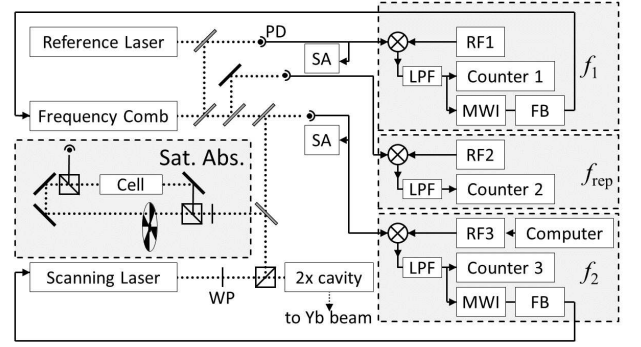 Reference Laser
PD
SA
RF1
LPF
Counter 1
MWI
FB
f1
Frequency Comb
SA
RF2
LPF
Counter 2
frep
Sat. Abs.
Cell
RF3
Computer
LPF
Counter 3
MWI
FB
f2
Scanning Laser
WP
2x cavity
to Yb beam